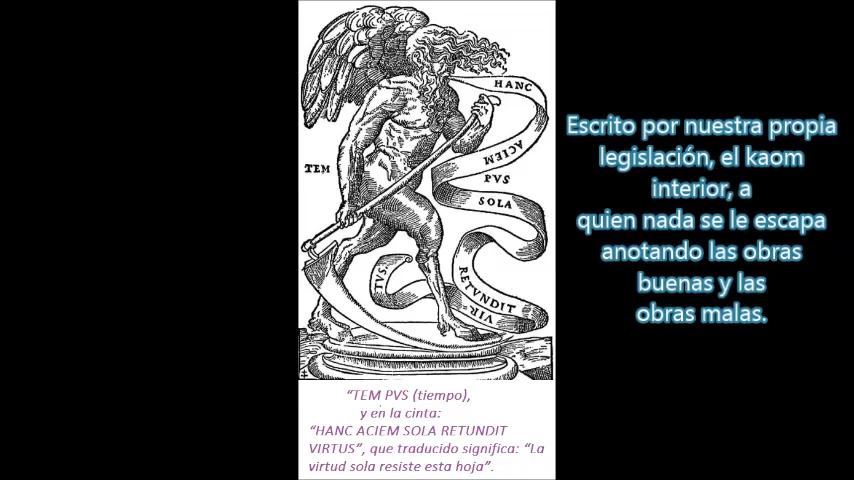 HANC
ACIEM
TEM
PVS
SOLA
RETVNDIT
VIR=
TVS.
"TEM PVS (tiempo),
y en la cinta:
"HANC ACIEM SOLA RETUNDIT
VIRTUS", que traducido significa: "La
virtud sola resiste esta hoja".
Escrito por nuestra propia
legislación, el kaom
interior, a
quien nada se le escapa
anotando las obras
buenas y las
obras malas.